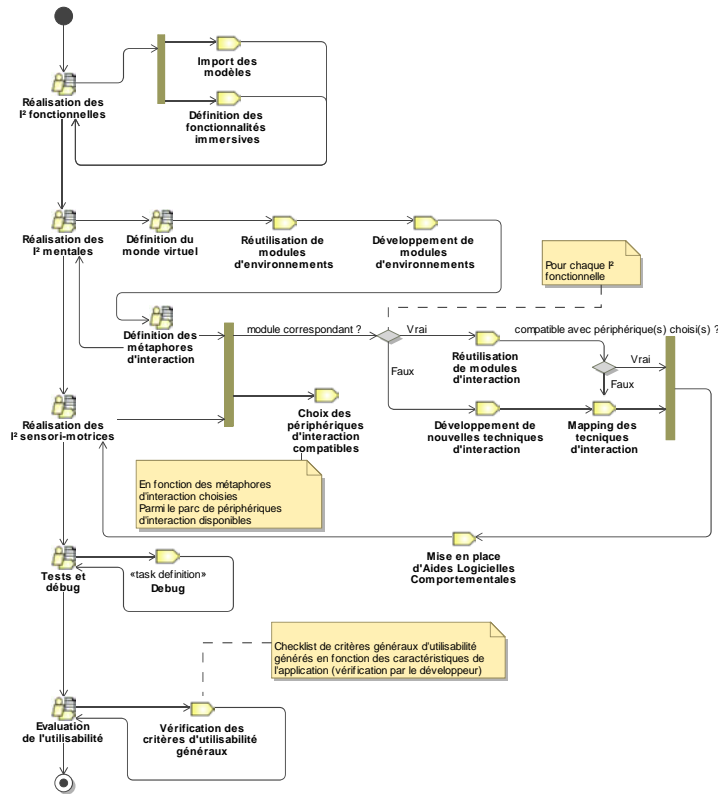 Import des
modèles
Réalisation des
I² fonctionnelles
Définition des
fonctionnalités
immersives
Réalisation des
I² mentales
Définition du
monde virtuel
Réutilisation de
modules
d'environnements
Développement de
modules
d'environnements
Pour chaque I²
fonctionnelle
Définition des
métaphores
d'interaction
module correspondant ?
Vrai
compatible avec périphérique(s) choisi(s) ?
Réutilisation
de modules
d'interaction
Vrai
Faux
Faux
Réalisation des
I² sensori-motrices
Choix des
périphériques
d'interaction
compatibles
Développement de
nouvelles techniques
d'interaction
Mapping des
tecniques
d'interaction
En fonction des métaphores
d'interaction choisies
Parmi le parc de périphériques
d'interaction disponibles
Mise en place
d'Aides Logicielles
Comportementales
Tests et
débug
«task definition»
Debug
Checklist de critères généraux d'utilisabilité
générés en fonction des caractéristiques de
l'application (vérification par le développeur)
Evaluation
de l'utilisabilité
Vérification des
critères d'utilisabilité
généraux